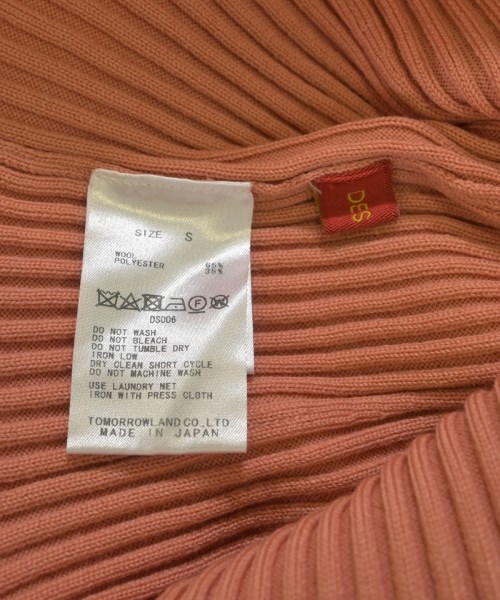 SIZE S
WOOL 65%
POLYESTER 35%
DS006
DO NOT WASH
DO NOT BLEACH
DO NOT TUMBLE DRY
IRON LOW
DRY CLEAN SHORT CYCLE
DO NOT MACHINE WASH
USE LAUNDRY NET
IRON WITH PRESS CLOTH
TOMORROWLAND CO.,LTD
MADE IN JAPAN
DES